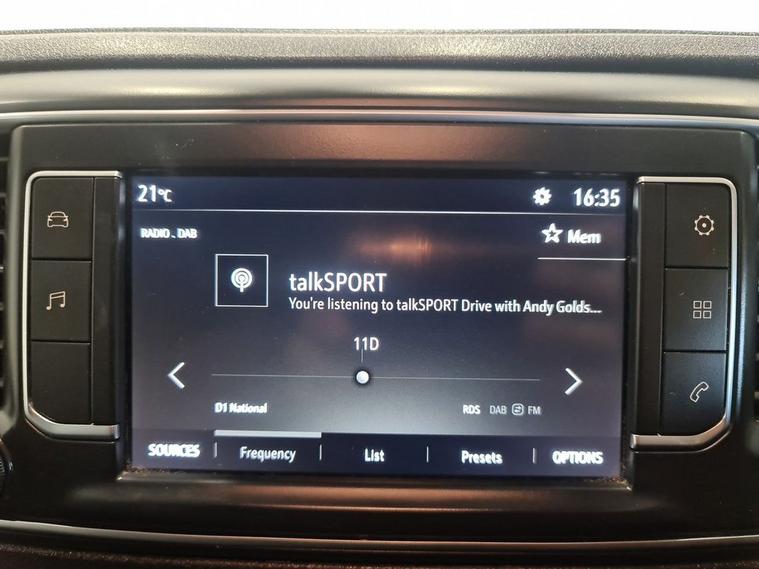 21°C
16:35
RADIO . DAB
Mem
talkSPORT
You're listening to talkSPORT Drive with Andy Golds...
11D
D1 National
RDS DAB FM
SOURCES Frequency List Presets OPTIONS